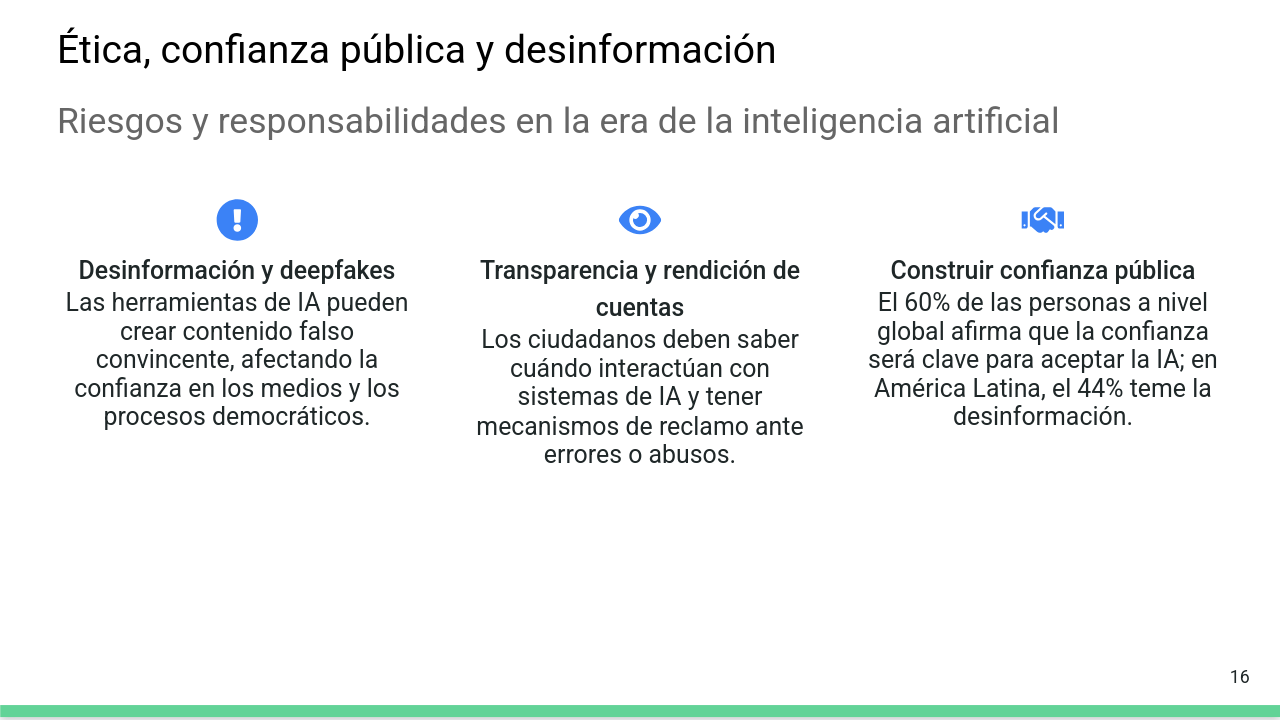 Ética, confianza pública y desinformación
Riesgos y responsabilidades en la era de la inteligencia artificial
Desinformación y deepfakes
Las herramientas de IA pueden
crear contenido falso
convincente, afectando la
confianza en los medios y los
procesos democráticos.
Transparencia y rendición de
cuentas
Los ciudadanos deben saber
cuándo interactúan con
sistemas de IA y tener
mecanismos de reclamo ante
errores o abusos.
Construir confianza pública
El 60% de las personas a nivel
global afirma que la confianza
será clave para aceptar la IA; en
América Latina, el 44% teme la
desinformación.
16